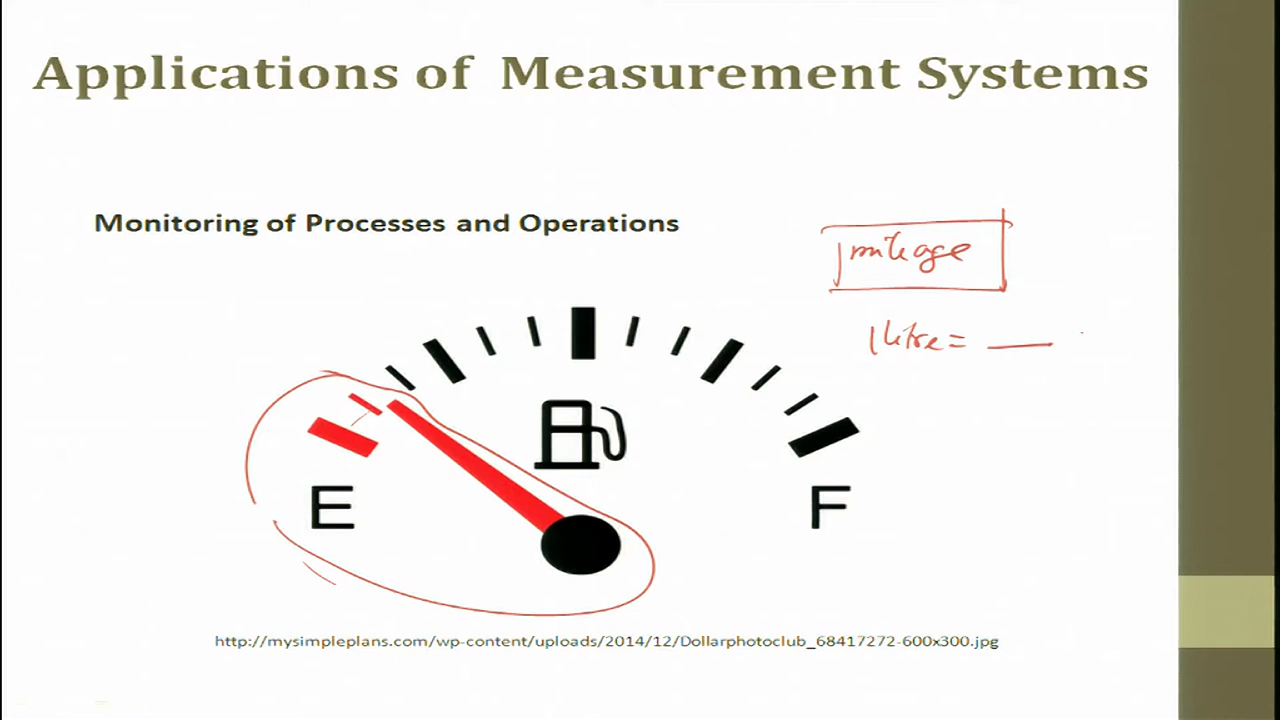 Applications of Measurement Systems
Monitoring of Processes and Operations
mileage
1 litre = ___
E
F
http://mysimpleplans.com/wp-content/uploads/2014/12/Dollarphotoclub_68417272-600x300.jpg